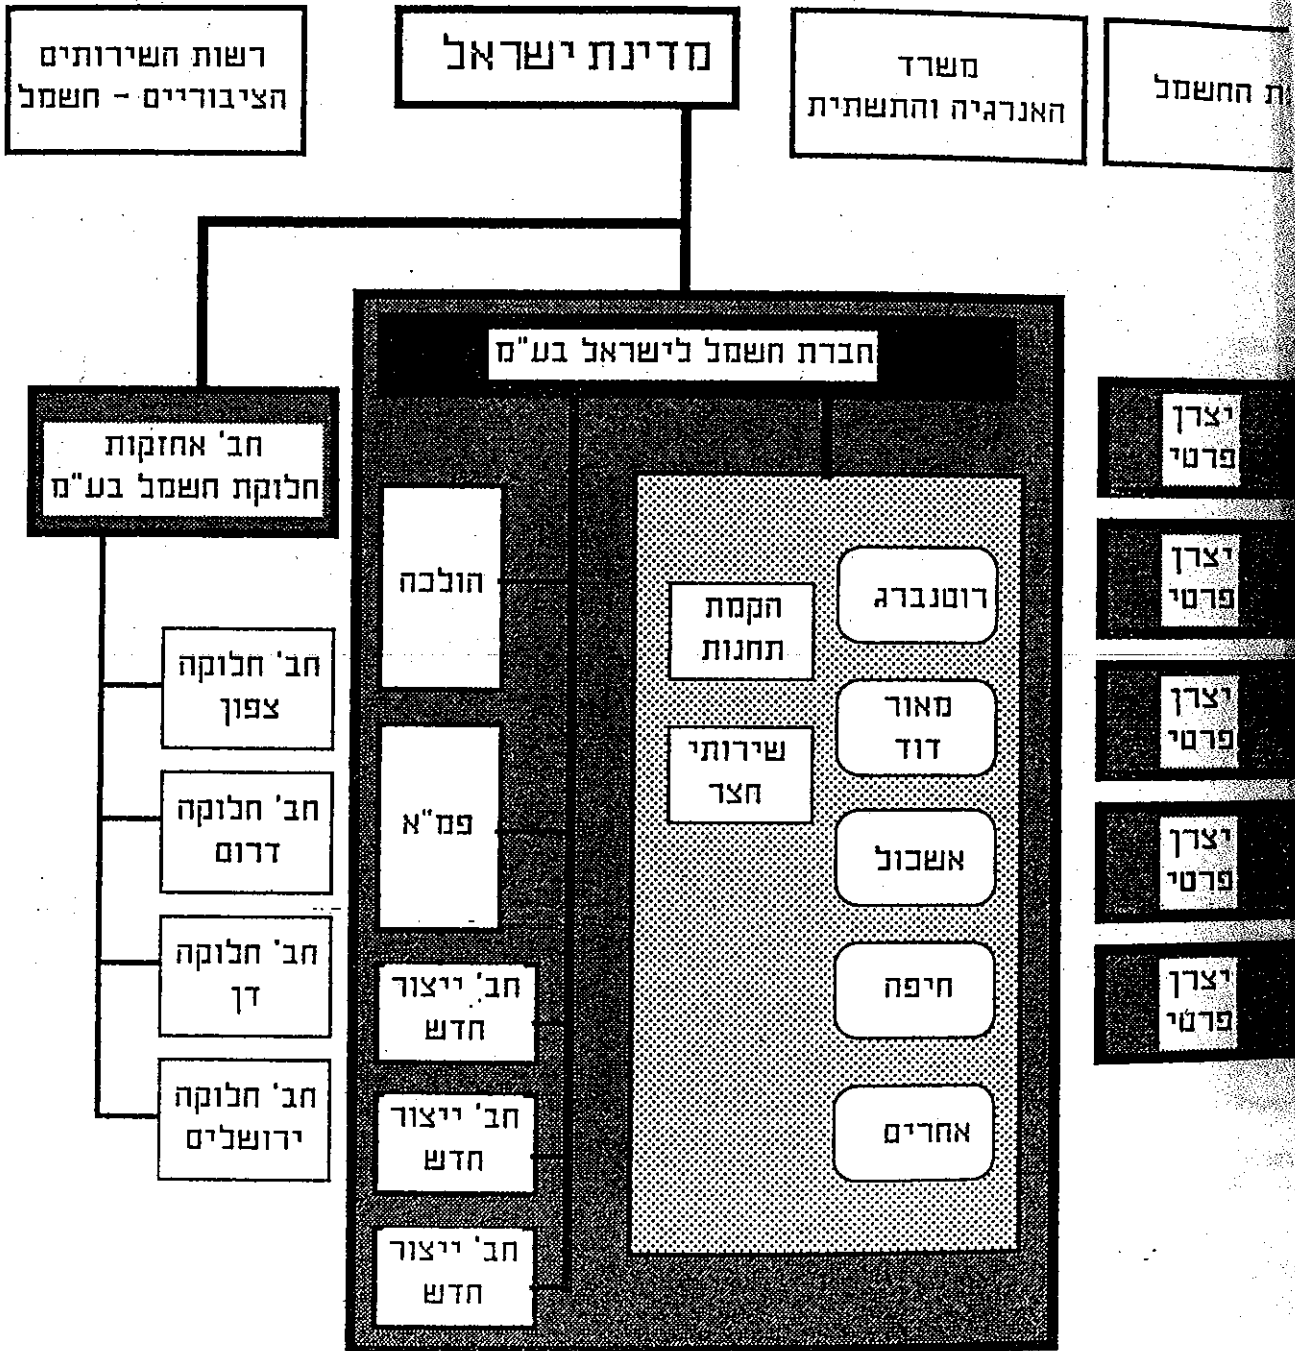 החשמל
משרד
האנרגיה והתשתית
מדינת ישראל
רשות השירותים
הציבוריים - חשמל
חברת חשמל לישראל בע"מ
חב' אחזקות
חלוקת חשמל בע"מ
יצרן
פרטי
יצרן
פרטי
יצרן
פרטי
יצרן
פרטי
יצרן
פרטי
רוטנברג
מאור
דוד
אשכול
חיפה
אחרים
הקמת
תחנות
שירותי
חצר
הולכה
פמ"א
חב' ייצור
חדש
חב' ייצור
חדש
חב' ייצור
חדש
חב' חלוקה
צפון
חב' חלוקה
דרום
חב' חלוקה
דן
חב' חלוקה
ירושלים